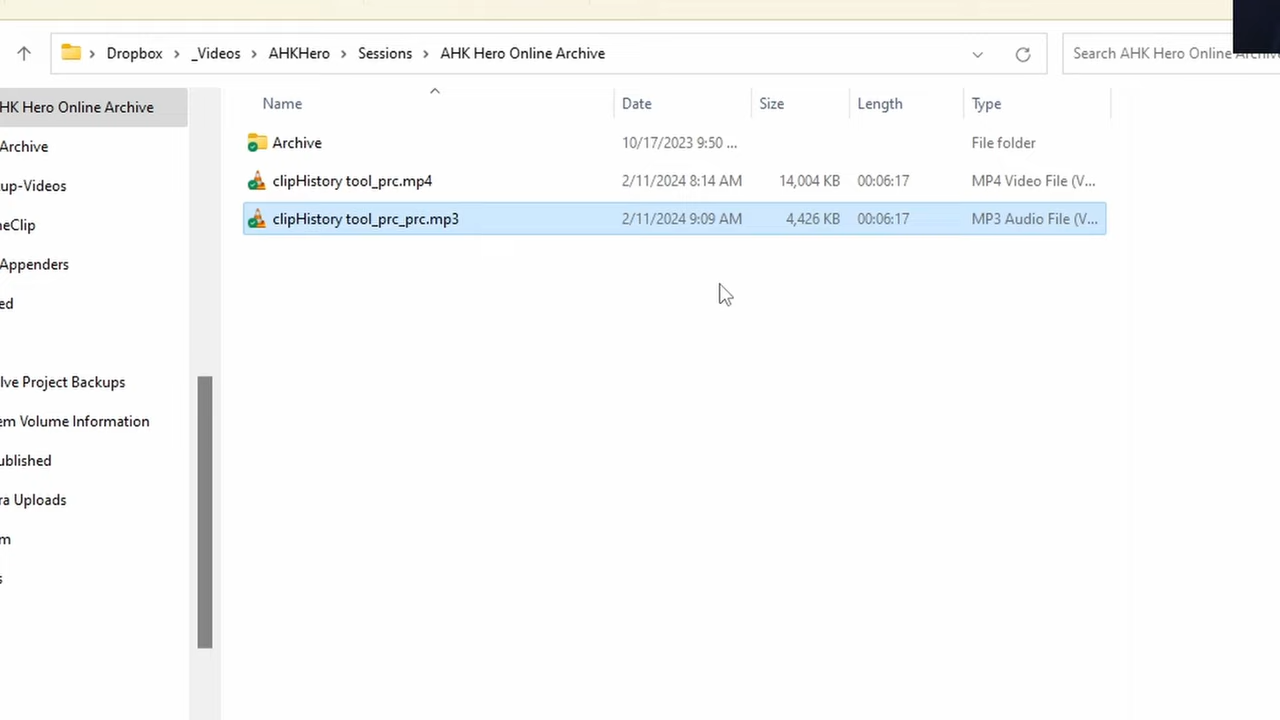 Dropbox > _Videos > AHKHero > Sessions > AHK Hero Online Archive
Search AHK Hero Online Archive
HK Hero Online Archive
Archive
up-Videos
eClip
Appenders
ed
lve Project Backups
em Volume Information
ublished
ra Uploads
m
s
Name Date Size Length Type
Archive 10/17/2023 9:50 ... File folder
clipHistory tool_prc.mp4 2/11/2024 8:14 AM 14,004 KB 00:06:17 MP4 Video File (V...
clipHistory tool_prc_prc.mp3 2/11/2024 9:09 AM 4,426 KB 00:06:17 MP3 Audio File (V...